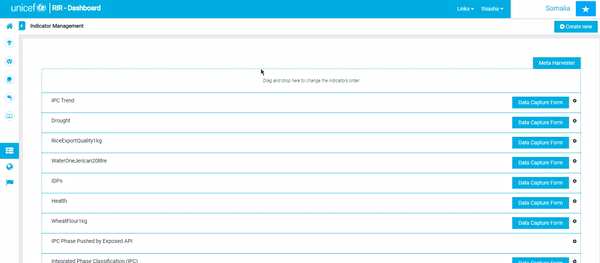 unicef RIR - Dashboard Links thiasha Somalia
Indicator Management Create new
Meta Harvester
Drag and drop here to change the indicators order
IPC Trend Data Capture Form
Drought Data Capture Form
RiceExportQuality1kg Data Capture Form
WaterOneJerican20litre Data Capture Form
IDPs Data Capture Form
Health Data Capture Form
WheatFlour1kg Data Capture Form
IPC Phase Pushed by Exposed API
Integrated Phase Classification (IPC) Data Capture Form